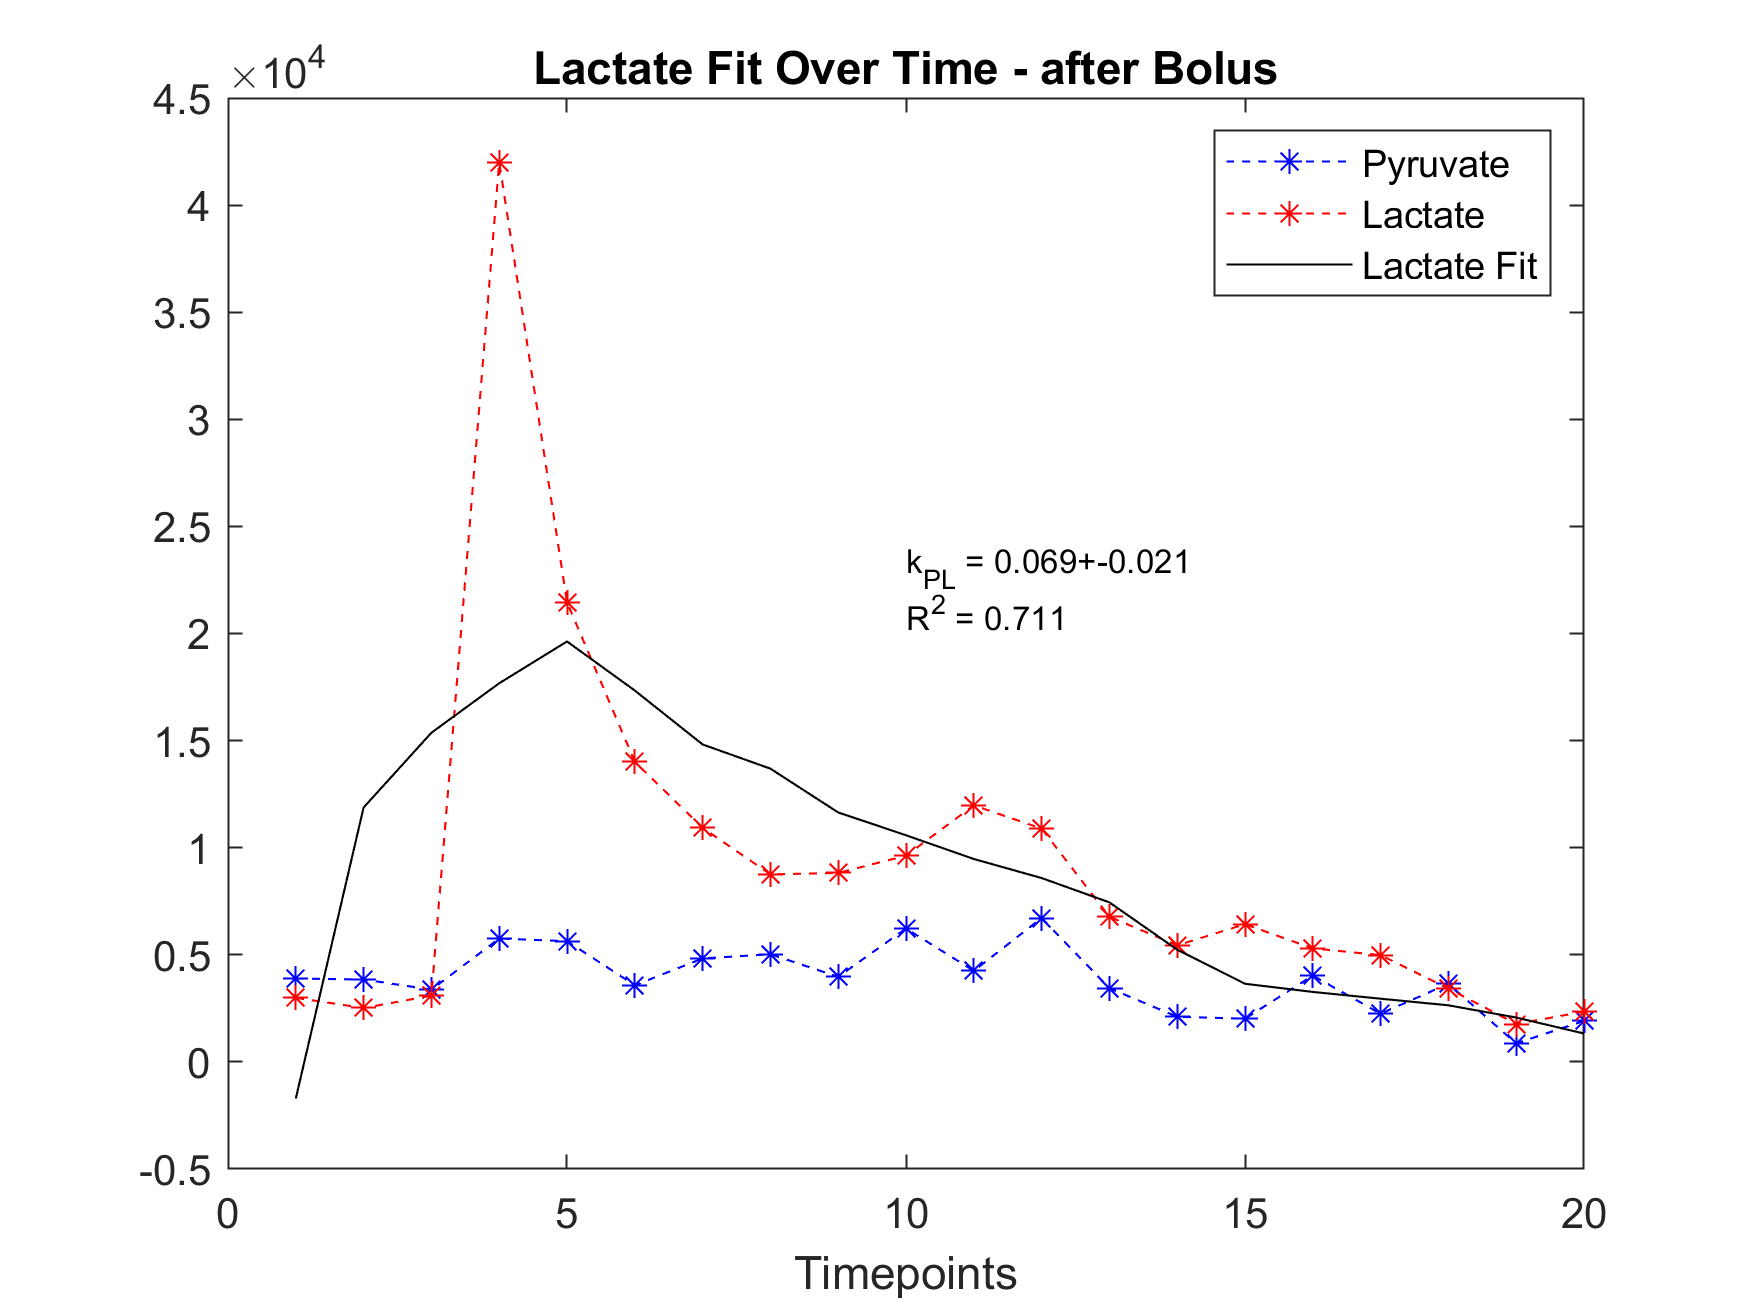 Lactate Fit Over Time - after Bolus
×10^4
4.5
4
3.5
3
2.5
2
1.5
1
0.5
0
-0.5
Pyruvate
Lactate
Lactate Fit
k_PL = 0.069+-0.021
R^2 = 0.711
0 5 10 15 20
Timepoints